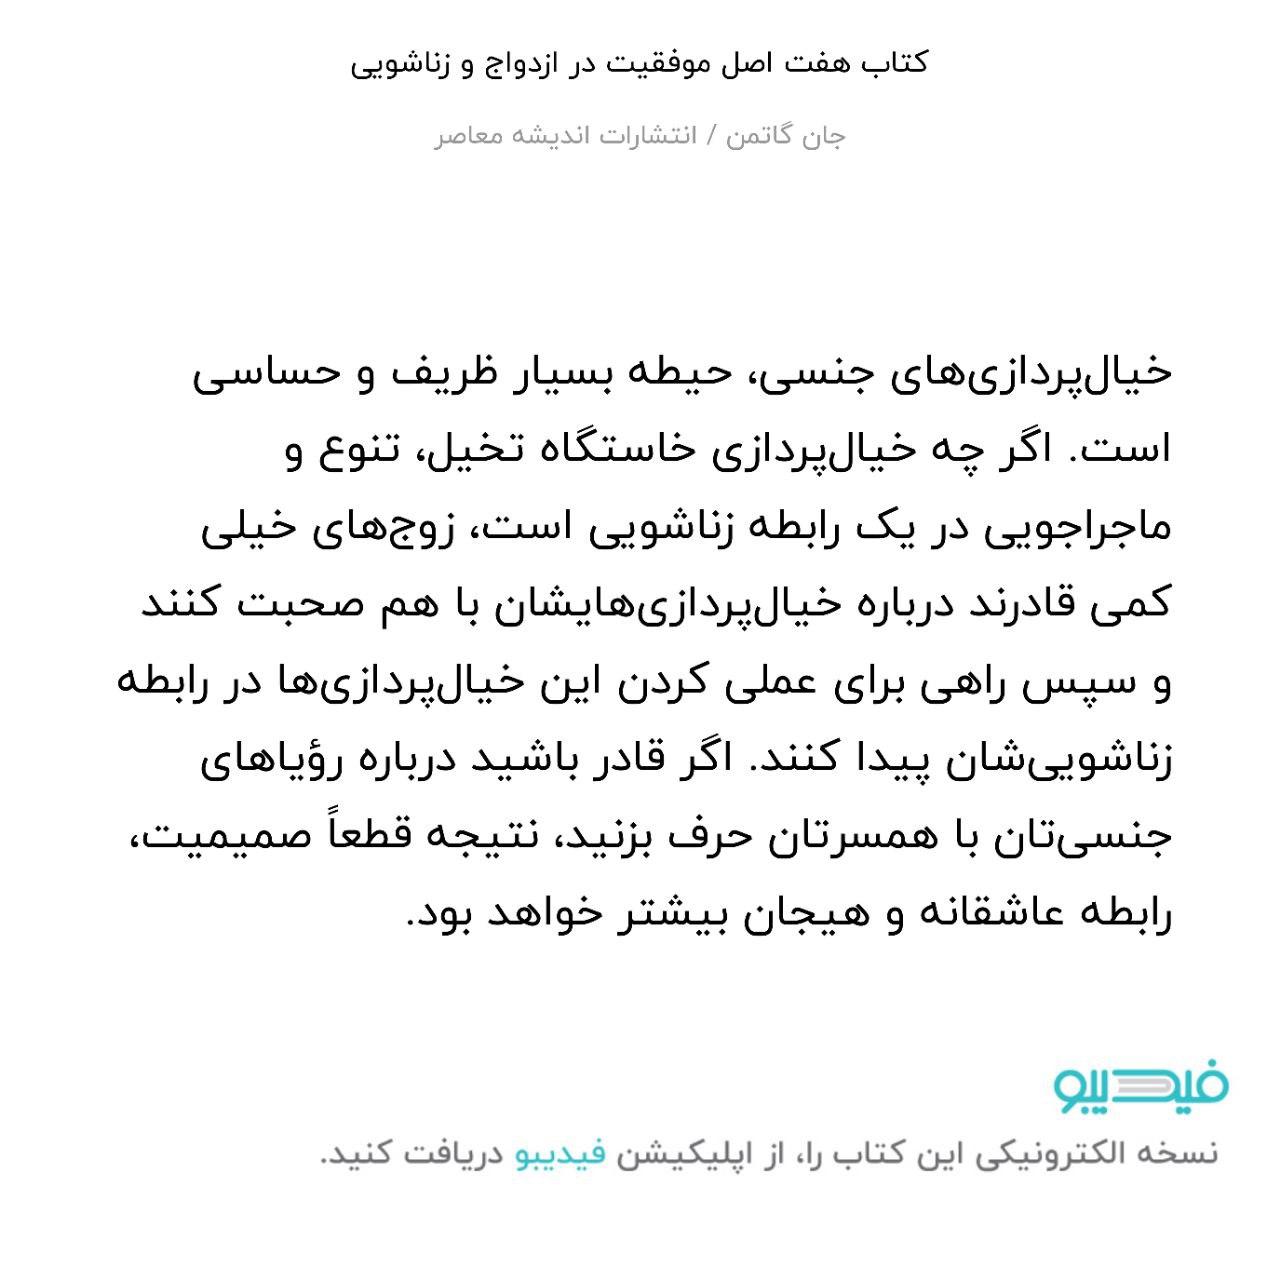 کتاب هفت اصل موفقیت در ازدواج و زناشویی
جان گاتمن / انتشارات اندیشه معاصر
خیال‌پردازی‌های جنسی، حیطه بسیار ظریف و حساسی
است. اگر چه خیال‌پردازی خاستگاه تخیل، تنوع و
ماجراجویی در یک رابطه زناشویی است، زوج‌های خیلی
کمی قادرند درباره خیال‌پردازی‌هایشان با هم صحبت کنند
و سپس راهی برای عملی کردن این خیال‌پردازی‌ها در رابطه
زناشویی‌شان پیدا کنند. اگر قادر باشید درباره رؤیاهای
جنسی‌تان با همسرتان حرف بزنید، نتیجه قطعاً صمیمیت،
رابطه عاشقانه و هیجان بیشتر خواهد بود.
فیدیبو
نسخه الکترونیکی این کتاب را، از اپلیکیشن فیدیبو دریافت کنید.